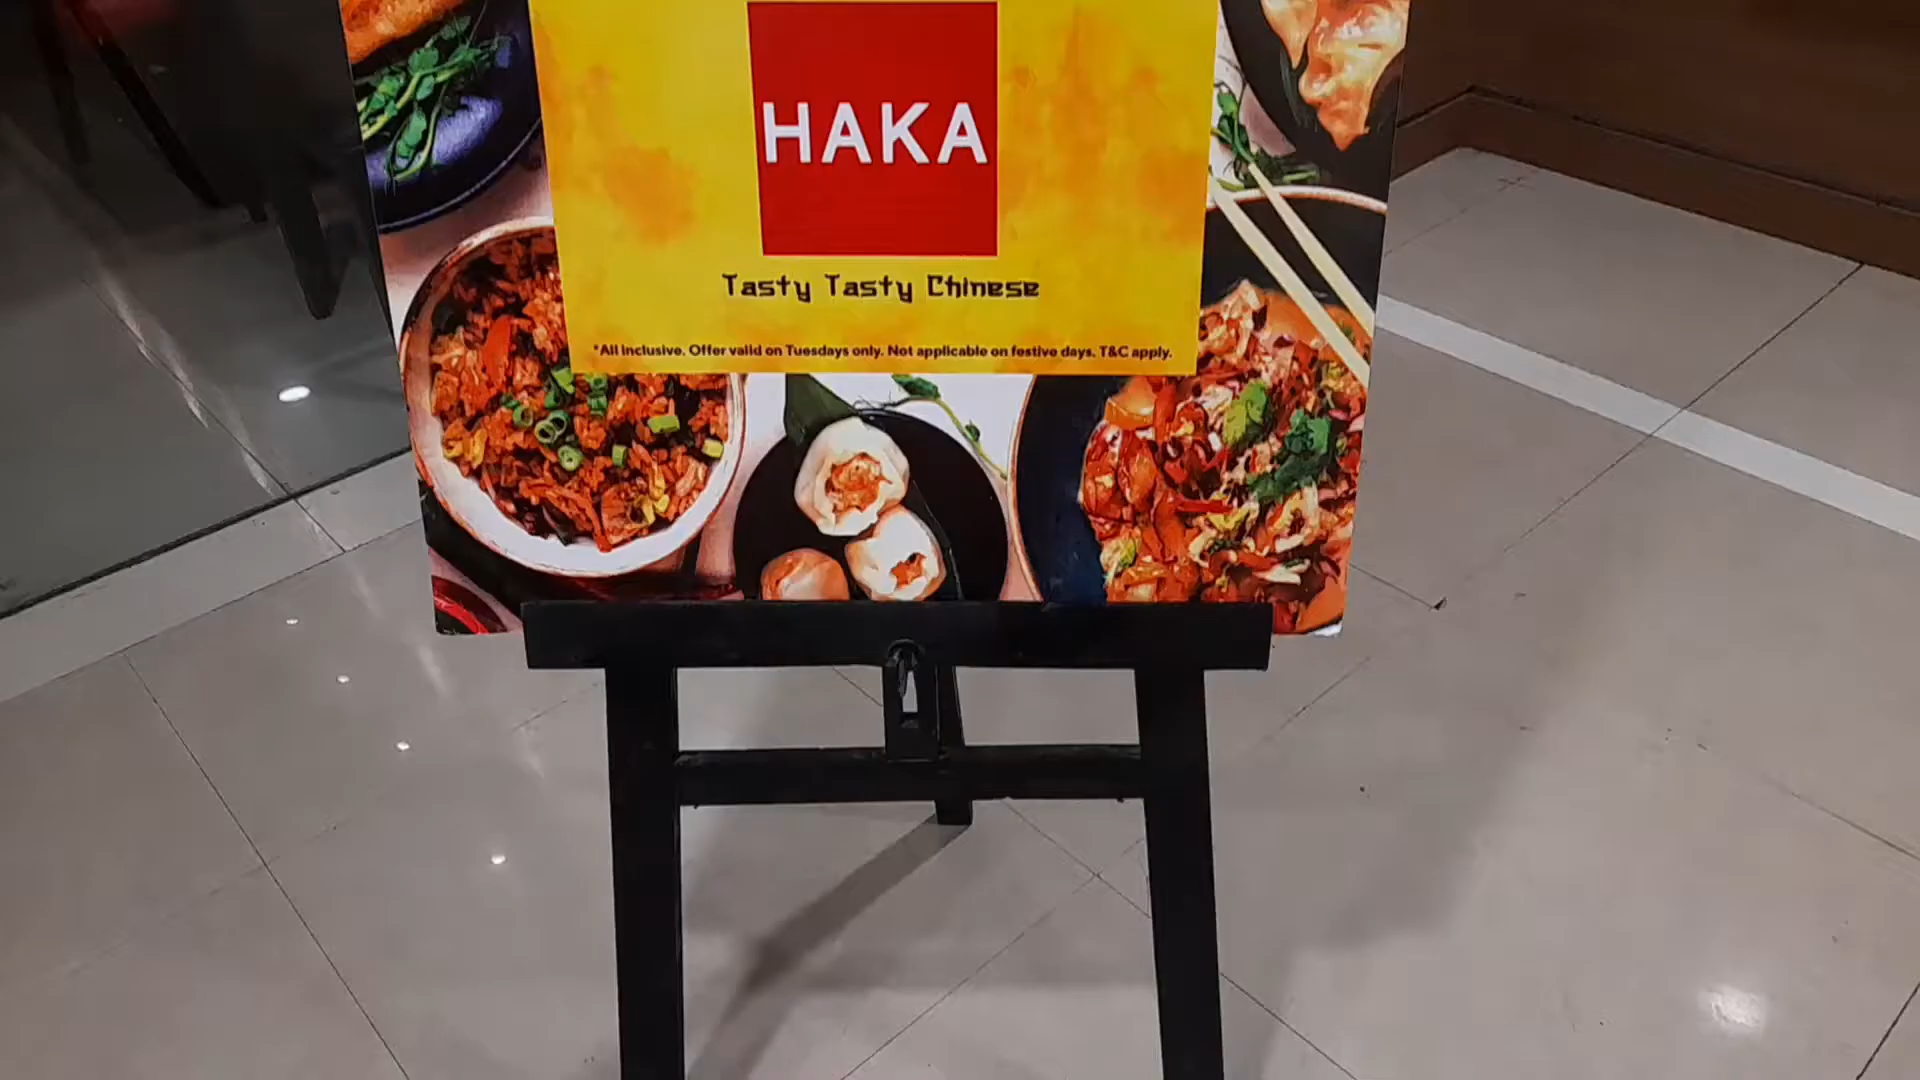 HAKA
Tasty Tasty Chinese
*All inclusive. Offer valid on Tuesdays only. Not applicable on festive days. T&C apply.